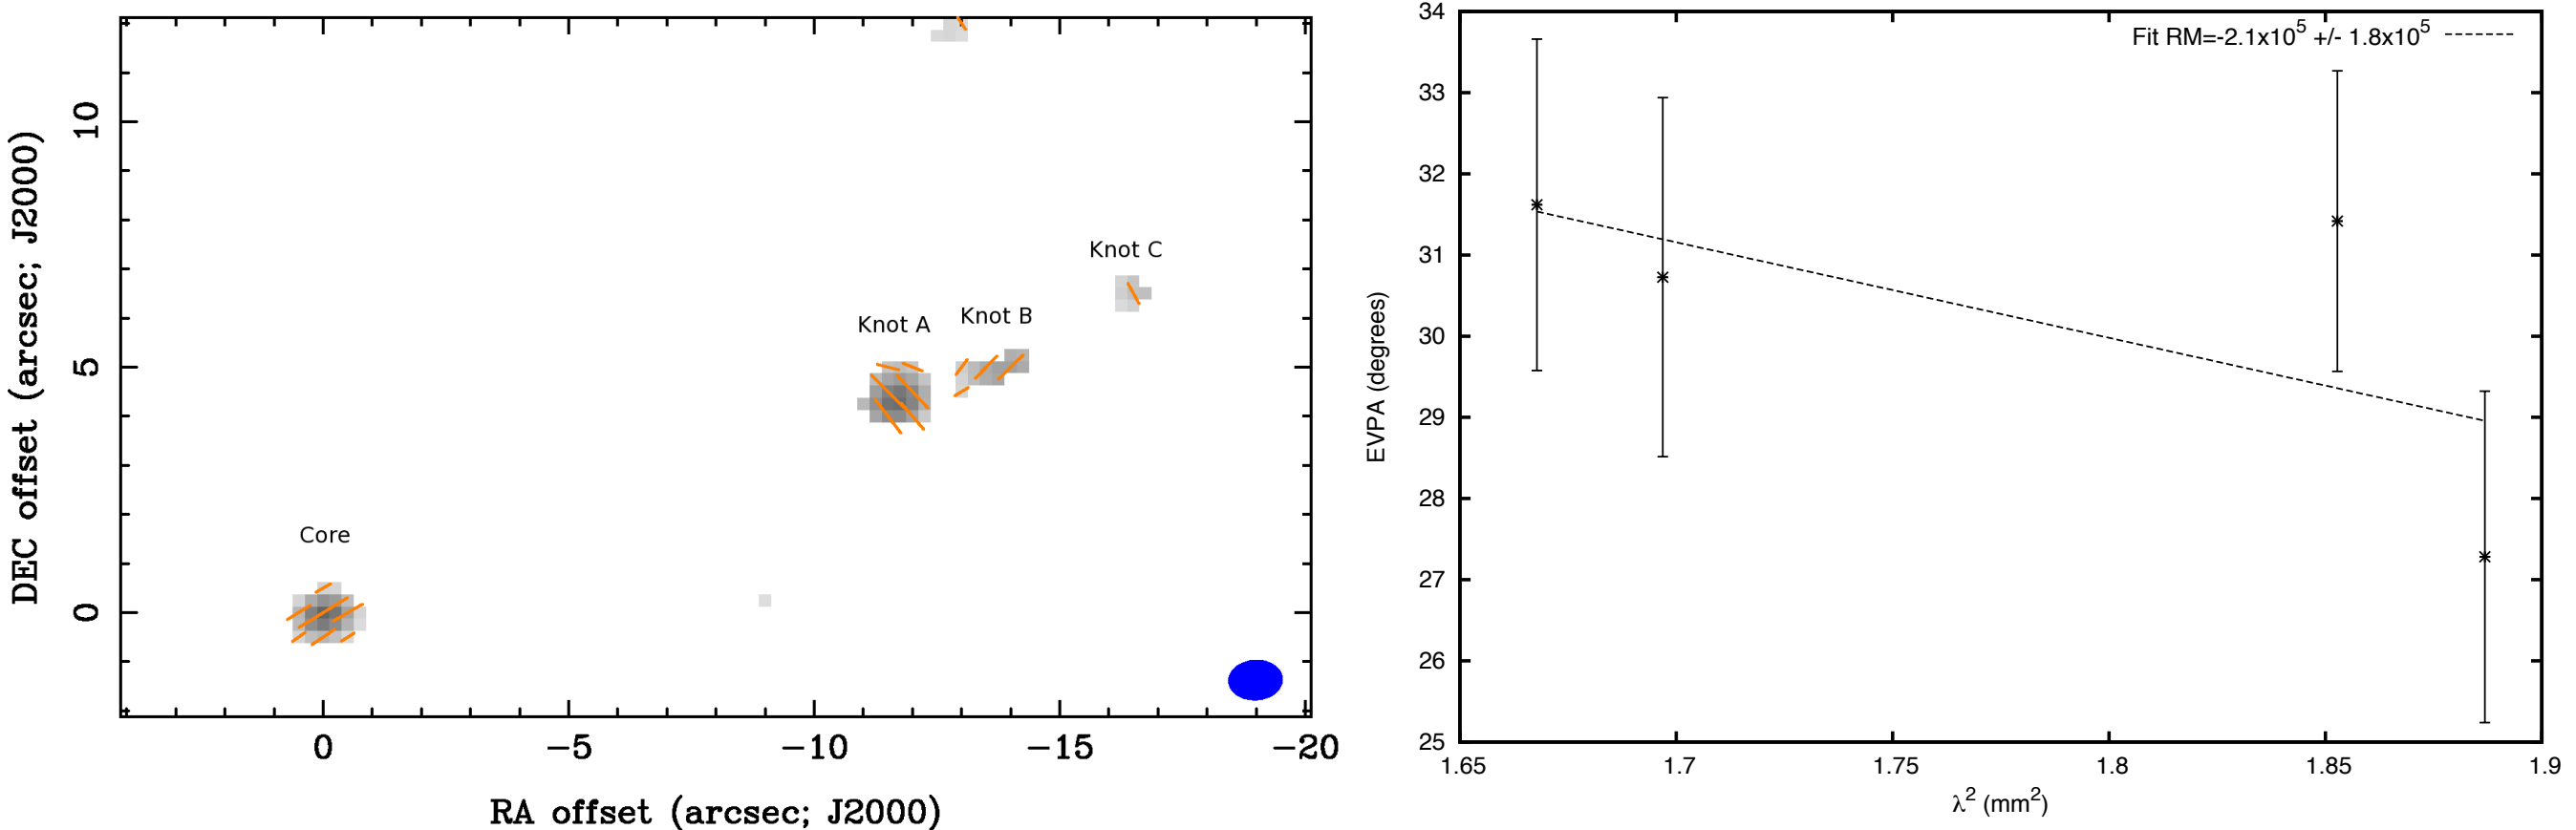 DEC offset (arcsec; J2000)
10
5
0
Knot C
Knot B
Knot A
Core
0
−5
−10
−15
−20
RA offset (arcsec; J2000)
Fit RM=-2.1x10^5 +/- 1.8x10^5
EVPA (degrees)
34
33
32
31
30
29
28
27
26
25
1.65
1.7
1.75
1.8
1.85
1.9
λ^2 (mm^2)